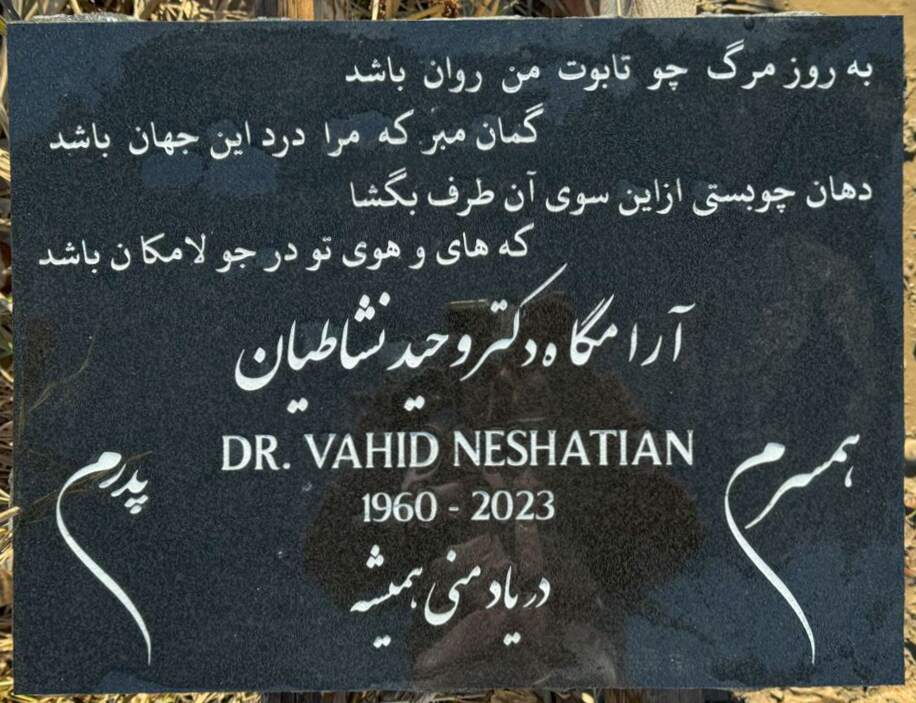 به روز مرگ چو تابوت من روان باشد
گمان مبر که مرا درد این جهان باشد
دهان چوبستی ازاین سوی آن طرف بگشا
که های و هوی تو در جو لامکان باشد
آرامگاه دکتر وحید نشاطیان
DR. VAHID NESHATIAN
همسرم
پدرم
1960 - 2023
در یاد منی همیشه